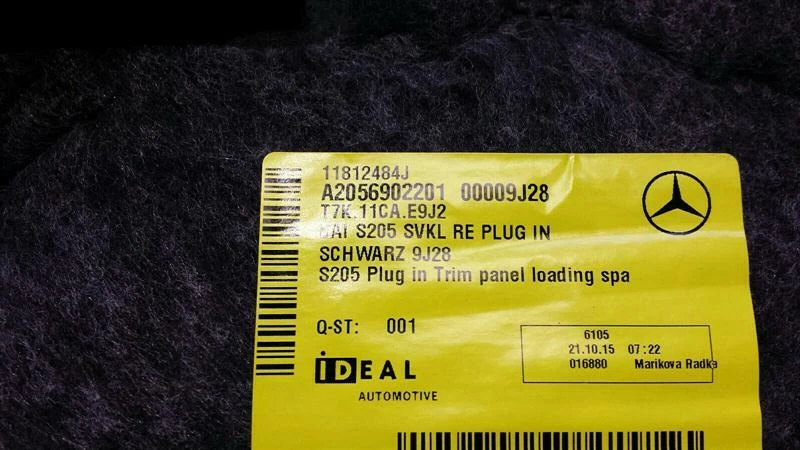 11812484J
A2056902201 00009J28
T7K.11CA.E9J2
DAI S205 SVKL RE PLUG IN
SCHWARZ 9J28
S205 Plug in Trim panel loading spa
Q-ST: 001
6105
21.10.15 07:22
016880 Marikova Radka
iDEAL
AUTOMOTIVE